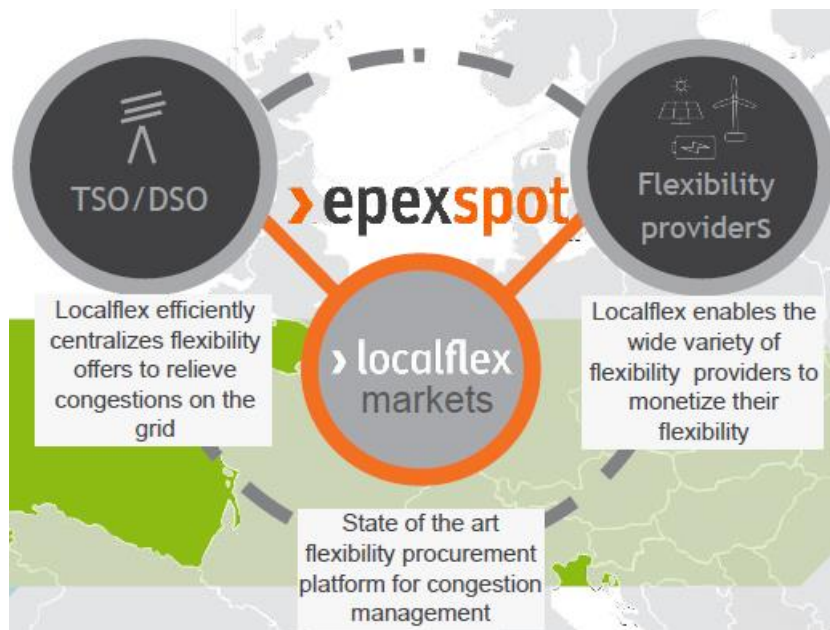 TSO/DSO
Flexibility
providers
›epexspot
Localflex efficiently
centralizes flexibility
offers to relieve
congestions on the
grid
Localflex enables the
wide variety of
flexibility providers to
monetize their
flexibility
›localflex
markets
State of the art
flexibility procurement
platform for congestion
management